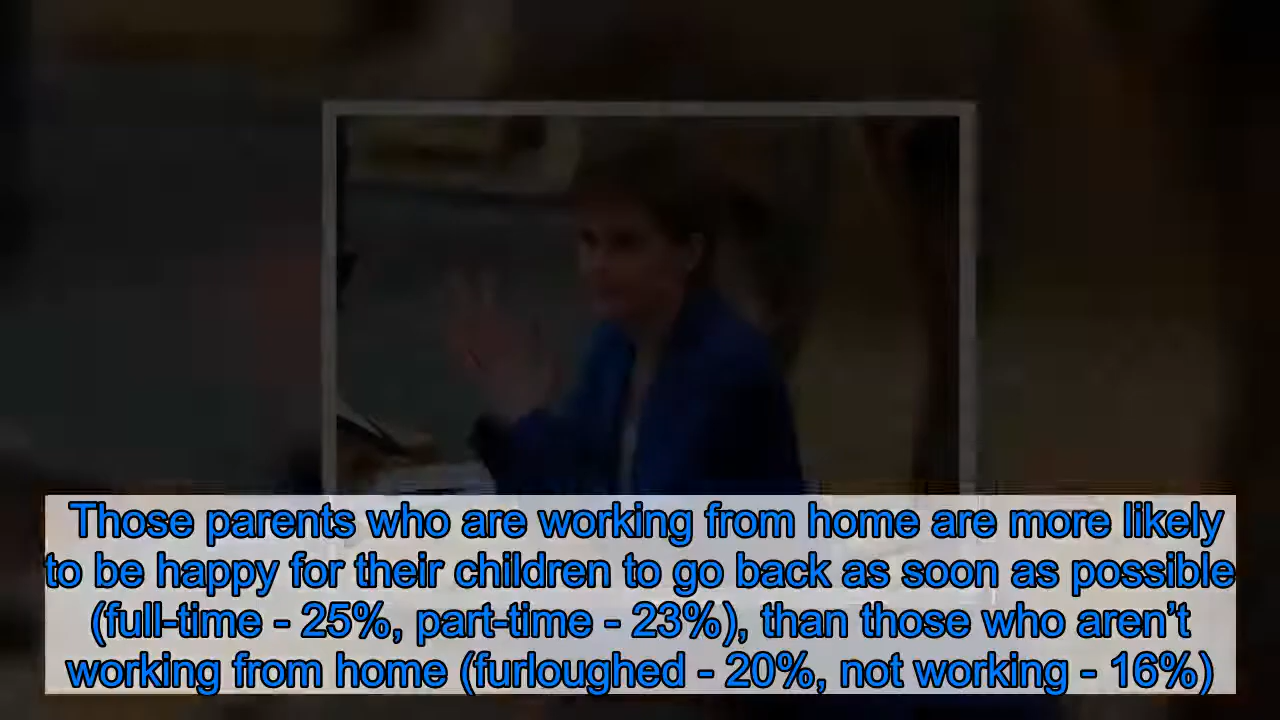 Those parents who are working from home are more likely
to be happy for their children to go back as soon as possible
(full-time - 25%, part-time - 23%), than those who aren’t
working from home (furloughed - 20%, not working - 16%)